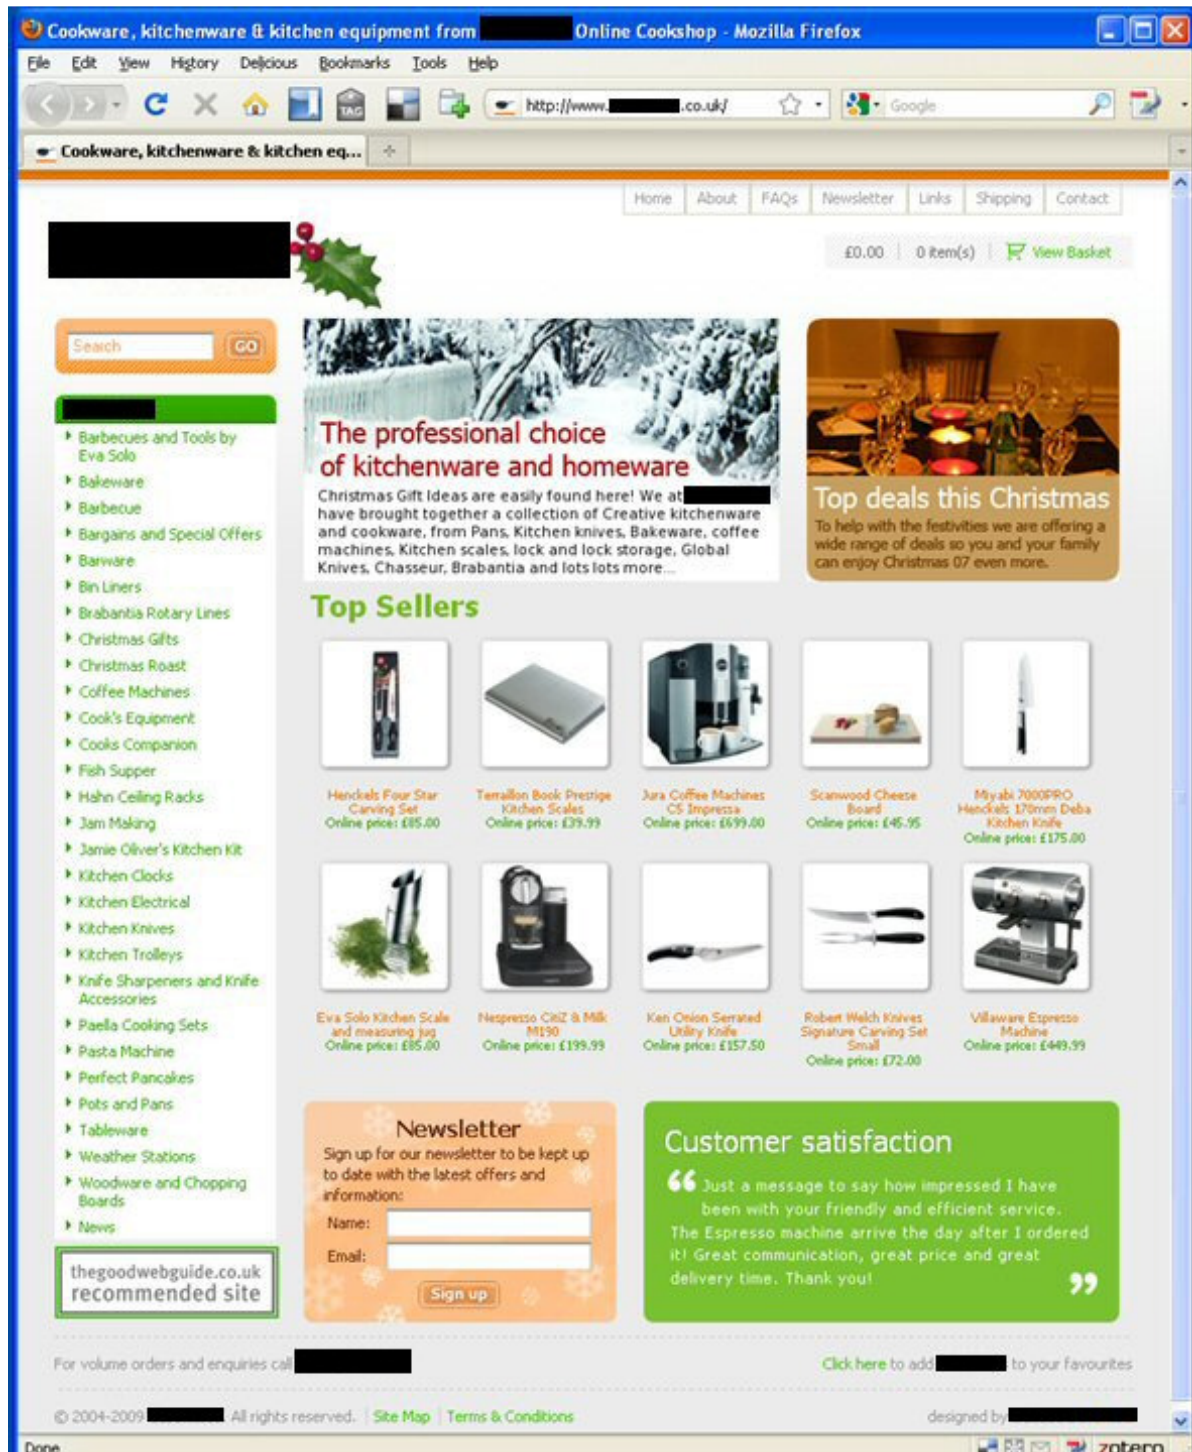 Cookware, kitchenware & kitchen equipment from Online Cookshop - Mozilla Firefox
File Edit View History Delicious Bookmarks Tools Help
TAG http://www. .co.uk/ Google
Cookware, kitchenware & kitchen eq...
Home About FAQs Newsletter Links Shipping Contact
£0.00 0 item(s) View Basket
Search GO
Barbecues and Tools by
Eva Solo
Bakeware
Barbecue
Bargains and Special Offers
Barware
Bin Liners
Brabantia Rotary Lines
Christmas Gifts
Christmas Roast
Coffee Machines
Cook's Equipment
Cooks Companion
Fish Supper
Hahn Ceiling Racks
Jam Making
Jamie Oliver's Kitchen Kit
Kitchen Clocks
Kitchen Electrical
Kitchen Knives
Kitchen Trolleys
Knife Sharpeners and Knife
Accessories
Paella Cooking Sets
Pasta Machine
Perfect Pancakes
Pots and Pans
Tableware
Weather Stations
Woodware and Chopping
Boards
News
thegoodwebguide.co.uk
recommended site
The professional choice
of kitchenware and homeware
Christmas Gift Ideas are easily found here! We at
have brought together a collection of Creative kitchenware
and cookware, from Pans, Kitchen knives, Bakeware, coffee
machines, Kitchen scales, lock and lock storage, Global
Knives, Chasseur, Brabantia and lots lots more...
Top deals this Christmas
To help with the festivities we are offering a
wide range of deals so you and your family
can enjoy Christmas 07 even more.
Top Sellers
Henckels Four Star
Carving Set
Online price: £85.00
Terraillon Book Prestige
Kitchen Scales
Online price: £39.99
Jura Coffee Machines
C5 Impressa
Online price: £699.00
Scanwood Cheese
Board
Online price: £45.95
Miyabi 7000PRO
Henckels 170mm Deba
Kitchen Knife
Online price: £175.00
Eva Solo Kitchen Scale
and measuring jug
Online price: £85.00
Nespresso CitiZ & Milk
M190
Online price: £199.99
Ken Onion Serrated
Utility Knife
Online price: £157.50
Robert Welch Knives
Signature Carving Set
Small
Online price: £72.00
Villaware Espresso
Machine
Online price: £449.99
Newsletter
Sign up for our newsletter to be kept up
to date with the latest offers and
information:
Name:
Email:
Sign up
Customer satisfaction
“ Just a message to say how impressed I have
been with your friendly and efficient service.
The Espresso machine arrive the day after I ordered
it! Great communication, great price and great
delivery time. Thank you! ”
For volume orders and enquiries call
Click here to add to your favourites
© 2004-2009 All rights reserved. Site Map Terms & Conditions
designed by
Done zotero